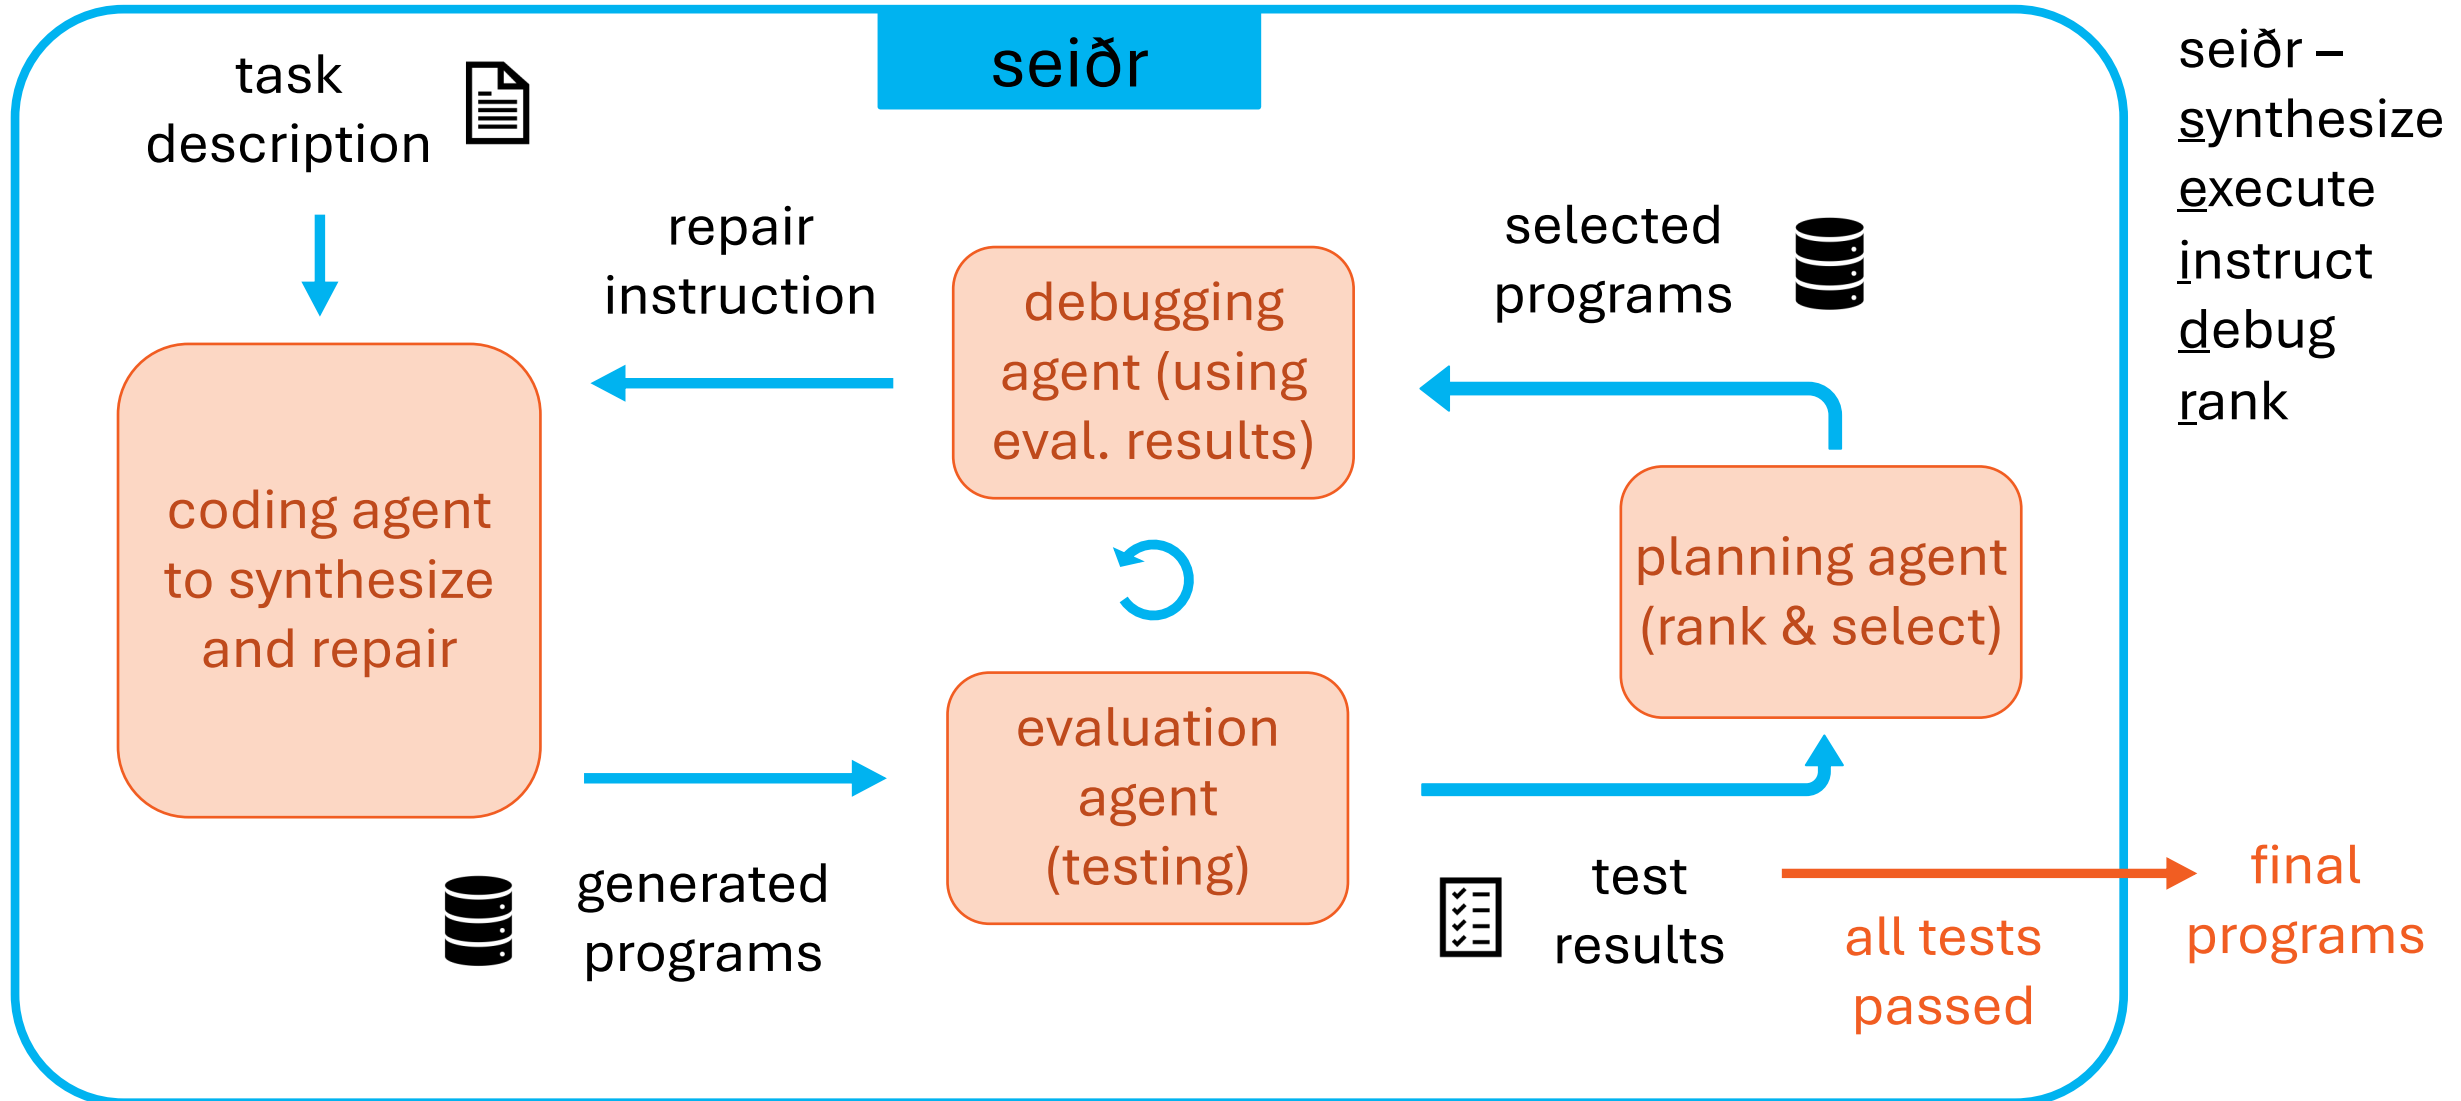 seiðr
task
description
repair
instruction
debugging
agent (using
eval. results)
selected
programs
coding agent
to synthesize
and repair
planning agent
(rank & select)
evaluation
agent
(testing)
generated
programs
test
results
all tests
passed
final
programs
seiðr –
synthesize
execute
instruct
debug
rank